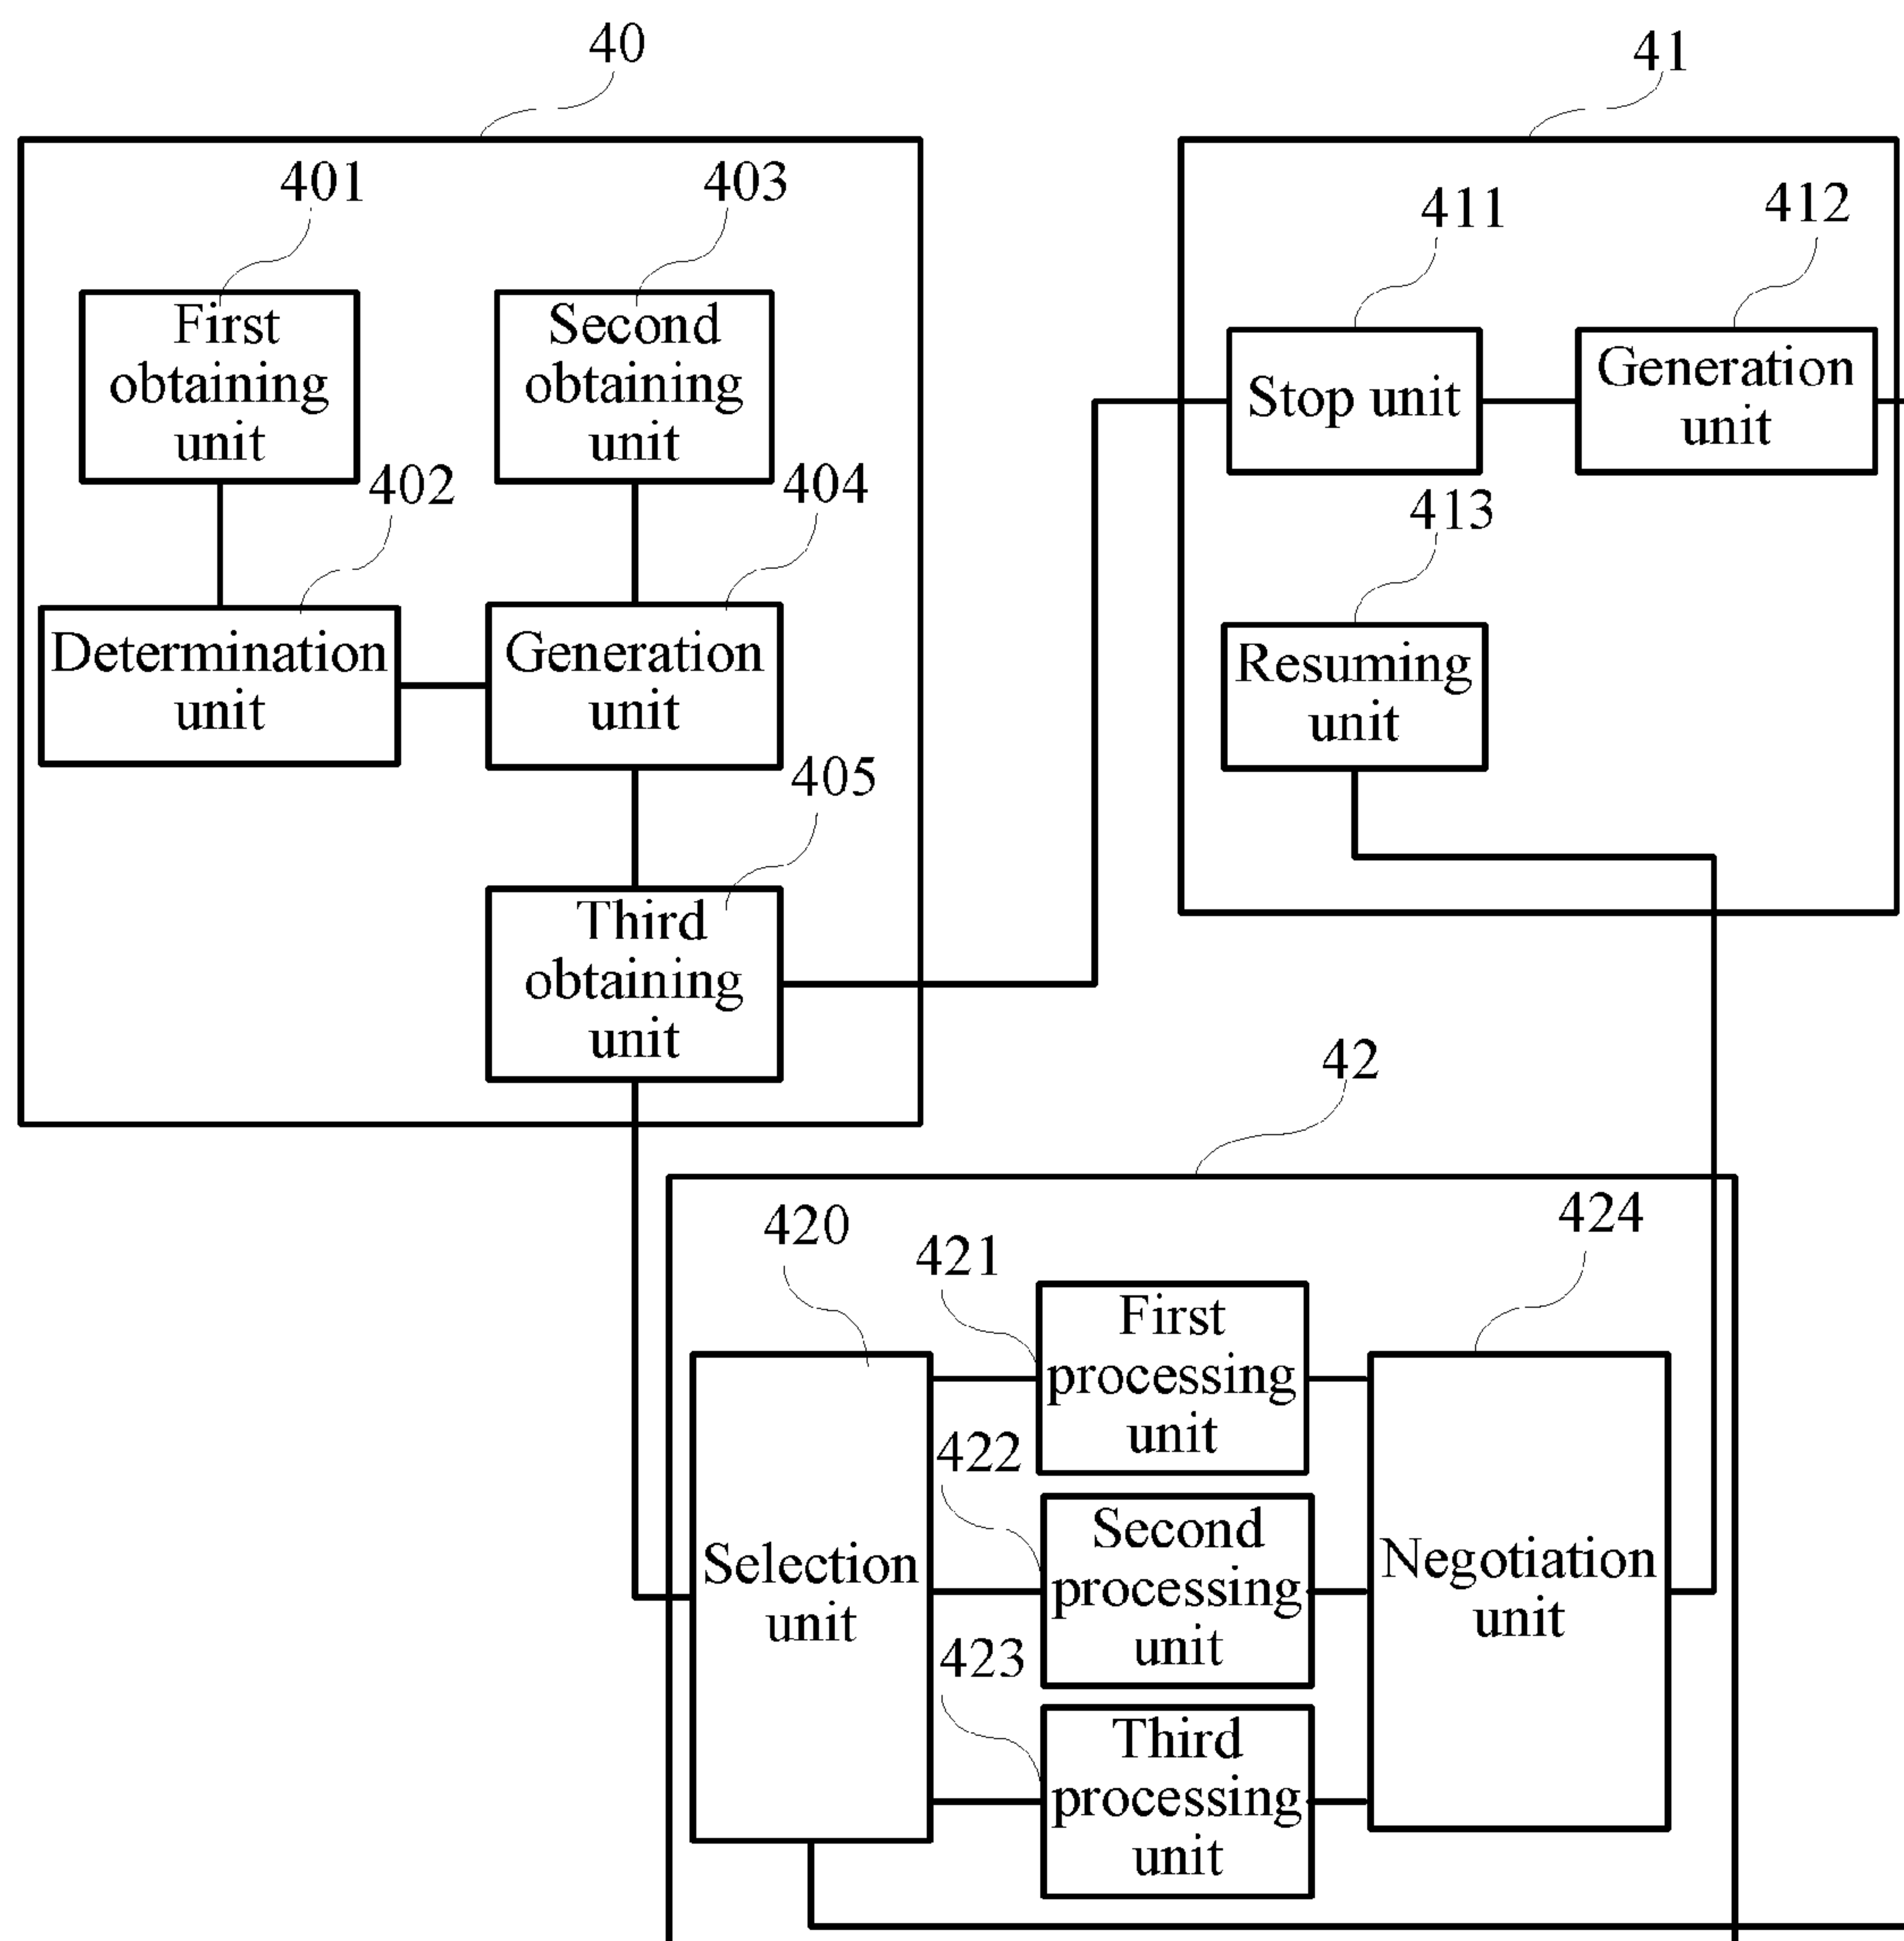 40
41
401
403
411
412
First
obtaining
unit
Second
obtaining
unit
Stop unit
Generation
unit
402
404
413
Determination
unit
Generation
unit
Resuming
unit
405
Third
obtaining
unit
42
420
421
424
First
processing
unit
422
Second
processing
unit
Selection
unit
Negotiation
unit
423
Third
processing
unit